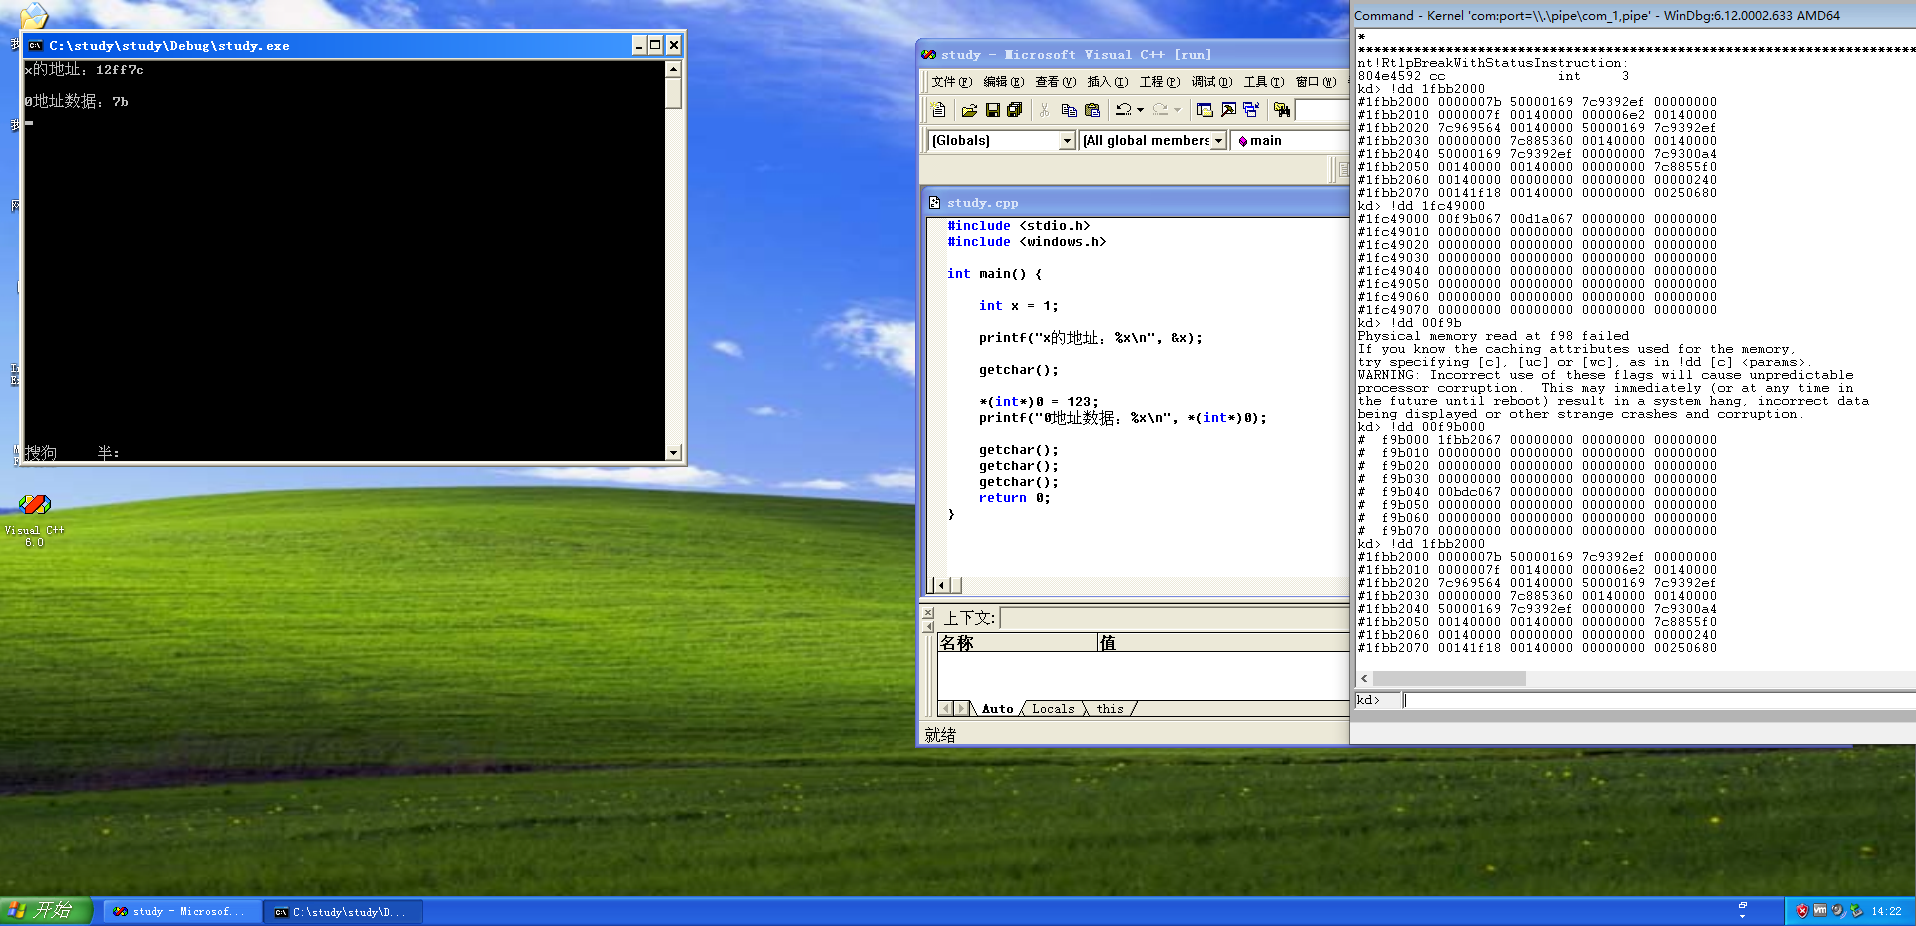 C:\study\study\Debug\study.exe
x的地址：12ff7c
0地址数据：7b
搜狗 半：
Visual C++
6.0
study - Microsoft Visual C++ [run]
文件(F) 编辑(E) 查看(V) 插入(I) 工程(P) 调试(D) 工具(T) 窗口(W)
(Globals) (All global members main
study.cpp
#include <stdio.h>
#include <windows.h>
int main() {
int x = 1;
printf("x的地址：%x\n", &x);
getchar();
*(int*)0 = 123;
printf("0地址数据：%x\n", *(int*)0);
getchar();
getchar();
getchar();
return 0;
}
上下文:
名称 值
Auto Locals this
就绪
Command - Kernel 'com:port=\\.\pipe\com_1,pipe' - WinDbg:6.12.0002.633 AMD64
*
*******************************************************************************
nt!RtlpBreakWithStatusInstruction:
804e4592 cc int 3
kd> !dd 1fbb2000
#1fbb2000 0000007b 50000169 7c9392ef 00000000
#1fbb2010 0000007f 00140000 000006e2 00140000
#1fbb2020 7c969564 00140000 50000169 7c9392ef
#1fbb2030 00000000 7c885360 00140000 00140000
#1fbb2040 50000169 7c9392ef 00000000 7c9300a4
#1fbb2050 00140000 00140000 00000000 7c8855f0
#1fbb2060 00140000 00000000 00000000 00000240
#1fbb2070 00141f18 00140000 00000000 00250680
kd> !dd 1fc49000
#1fc49000 00f9b067 00d1a067 00000000 00000000
#1fc49010 00000000 00000000 00000000 00000000
#1fc49020 00000000 00000000 00000000 00000000
#1fc49030 00000000 00000000 00000000 00000000
#1fc49040 00000000 00000000 00000000 00000000
#1fc49050 00000000 00000000 00000000 00000000
#1fc49060 00000000 00000000 00000000 00000000
#1fc49070 00000000 00000000 00000000 00000000
kd> !dd 00f9b
Physical memory read at f98 failed
If you know the caching attributes used for the memory,
try specifying [c], [uc] or [wc], as in !dd [c] <params>.
WARNING: Incorrect use of these flags will cause unpredictable
processor corruption. This may immediately (or at any time in
the future until reboot) result in a system hang, incorrect data
being displayed or other strange crashes and corruption.
kd> !dd 00f9b000
# f9b000 1fbb2067 00000000 00000000 00000000
# f9b010 00000000 00000000 00000000 00000000
# f9b020 00000000 00000000 00000000 00000000
# f9b030 00000000 00000000 00000000 00000000
# f9b040 00bdc067 00000000 00000000 00000000
# f9b050 00000000 00000000 00000000 00000000
# f9b060 00000000 00000000 00000000 00000000
# f9b070 00000000 00000000 00000000 00000000
kd> !dd 1fbb2000
#1fbb2000 0000007b 50000169 7c9392ef 00000000
#1fbb2010 0000007f 00140000 000006e2 00140000
#1fbb2020 7c969564 00140000 50000169 7c9392ef
#1fbb2030 00000000 7c885360 00140000 00140000
#1fbb2040 50000169 7c9392ef 00000000 7c9300a4
#1fbb2050 00140000 00140000 00000000 7c8855f0
#1fbb2060 00140000 00000000 00000000 00000240
#1fbb2070 00141f18 00140000 00000000 00250680
kd>
开始 study - Microsof... C:\study\study\D... 14:22